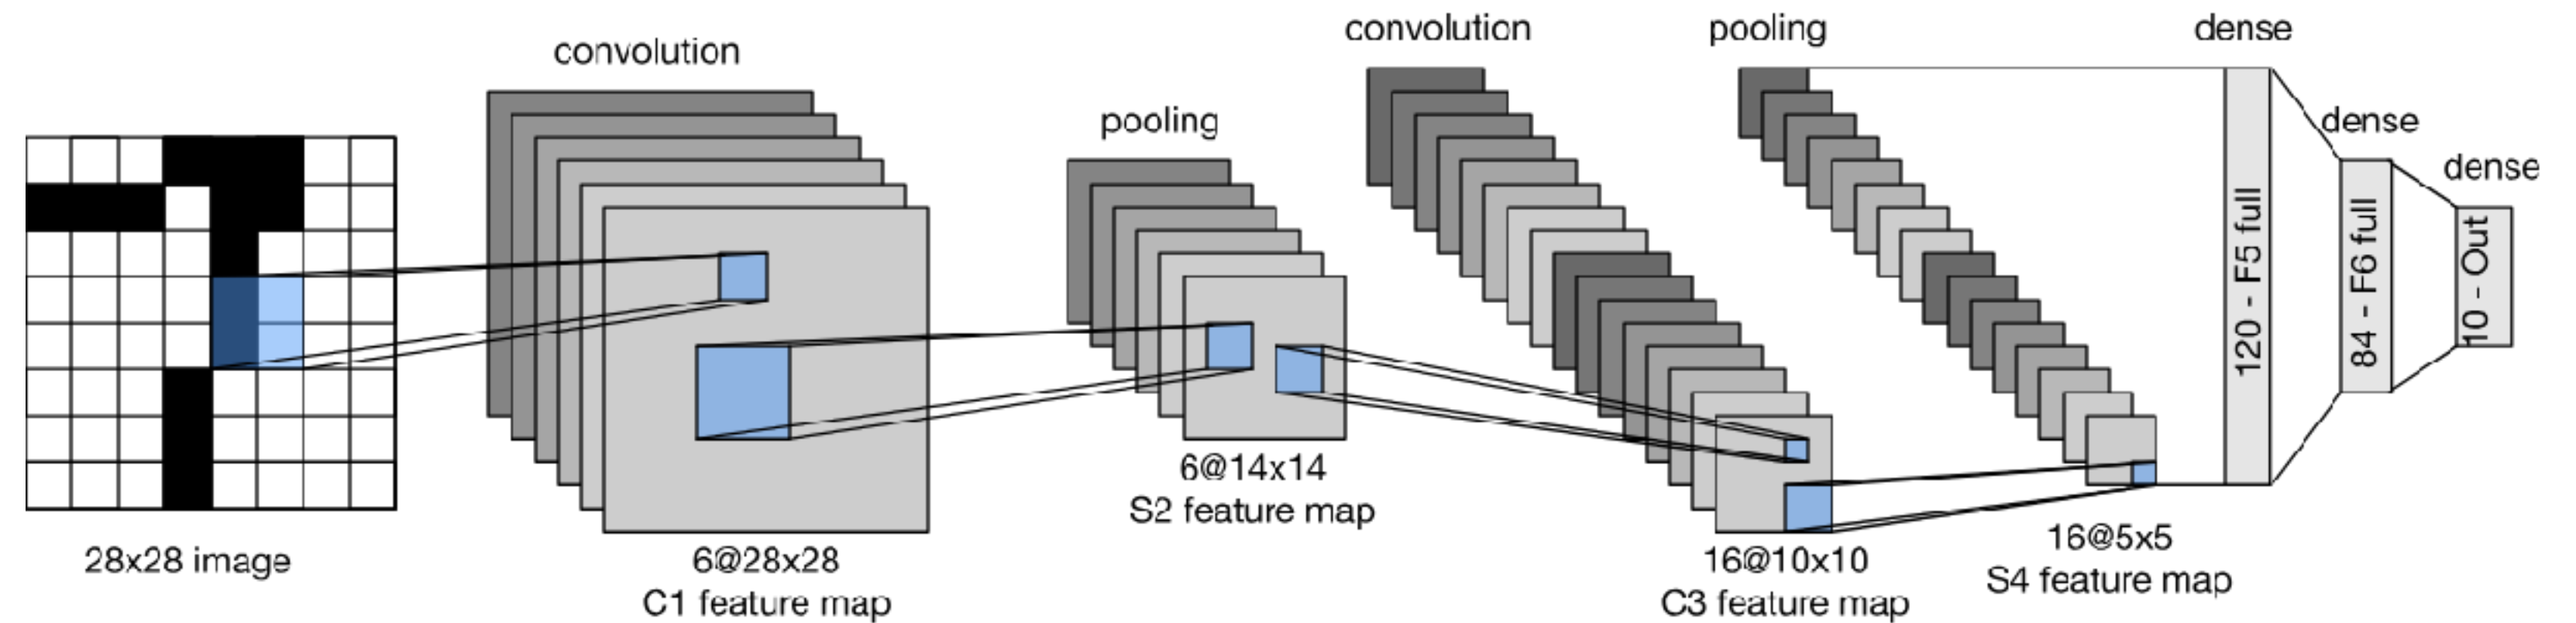 convolution
28x28 image
6@28x28
C1 feature map
pooling
6@14x14
S2 feature map
convolution
16@10x10
C3 feature map
pooling
16@5x5
S4 feature map
dense
120 - F5 full
dense
84 - F6 full
dense
10 - Out